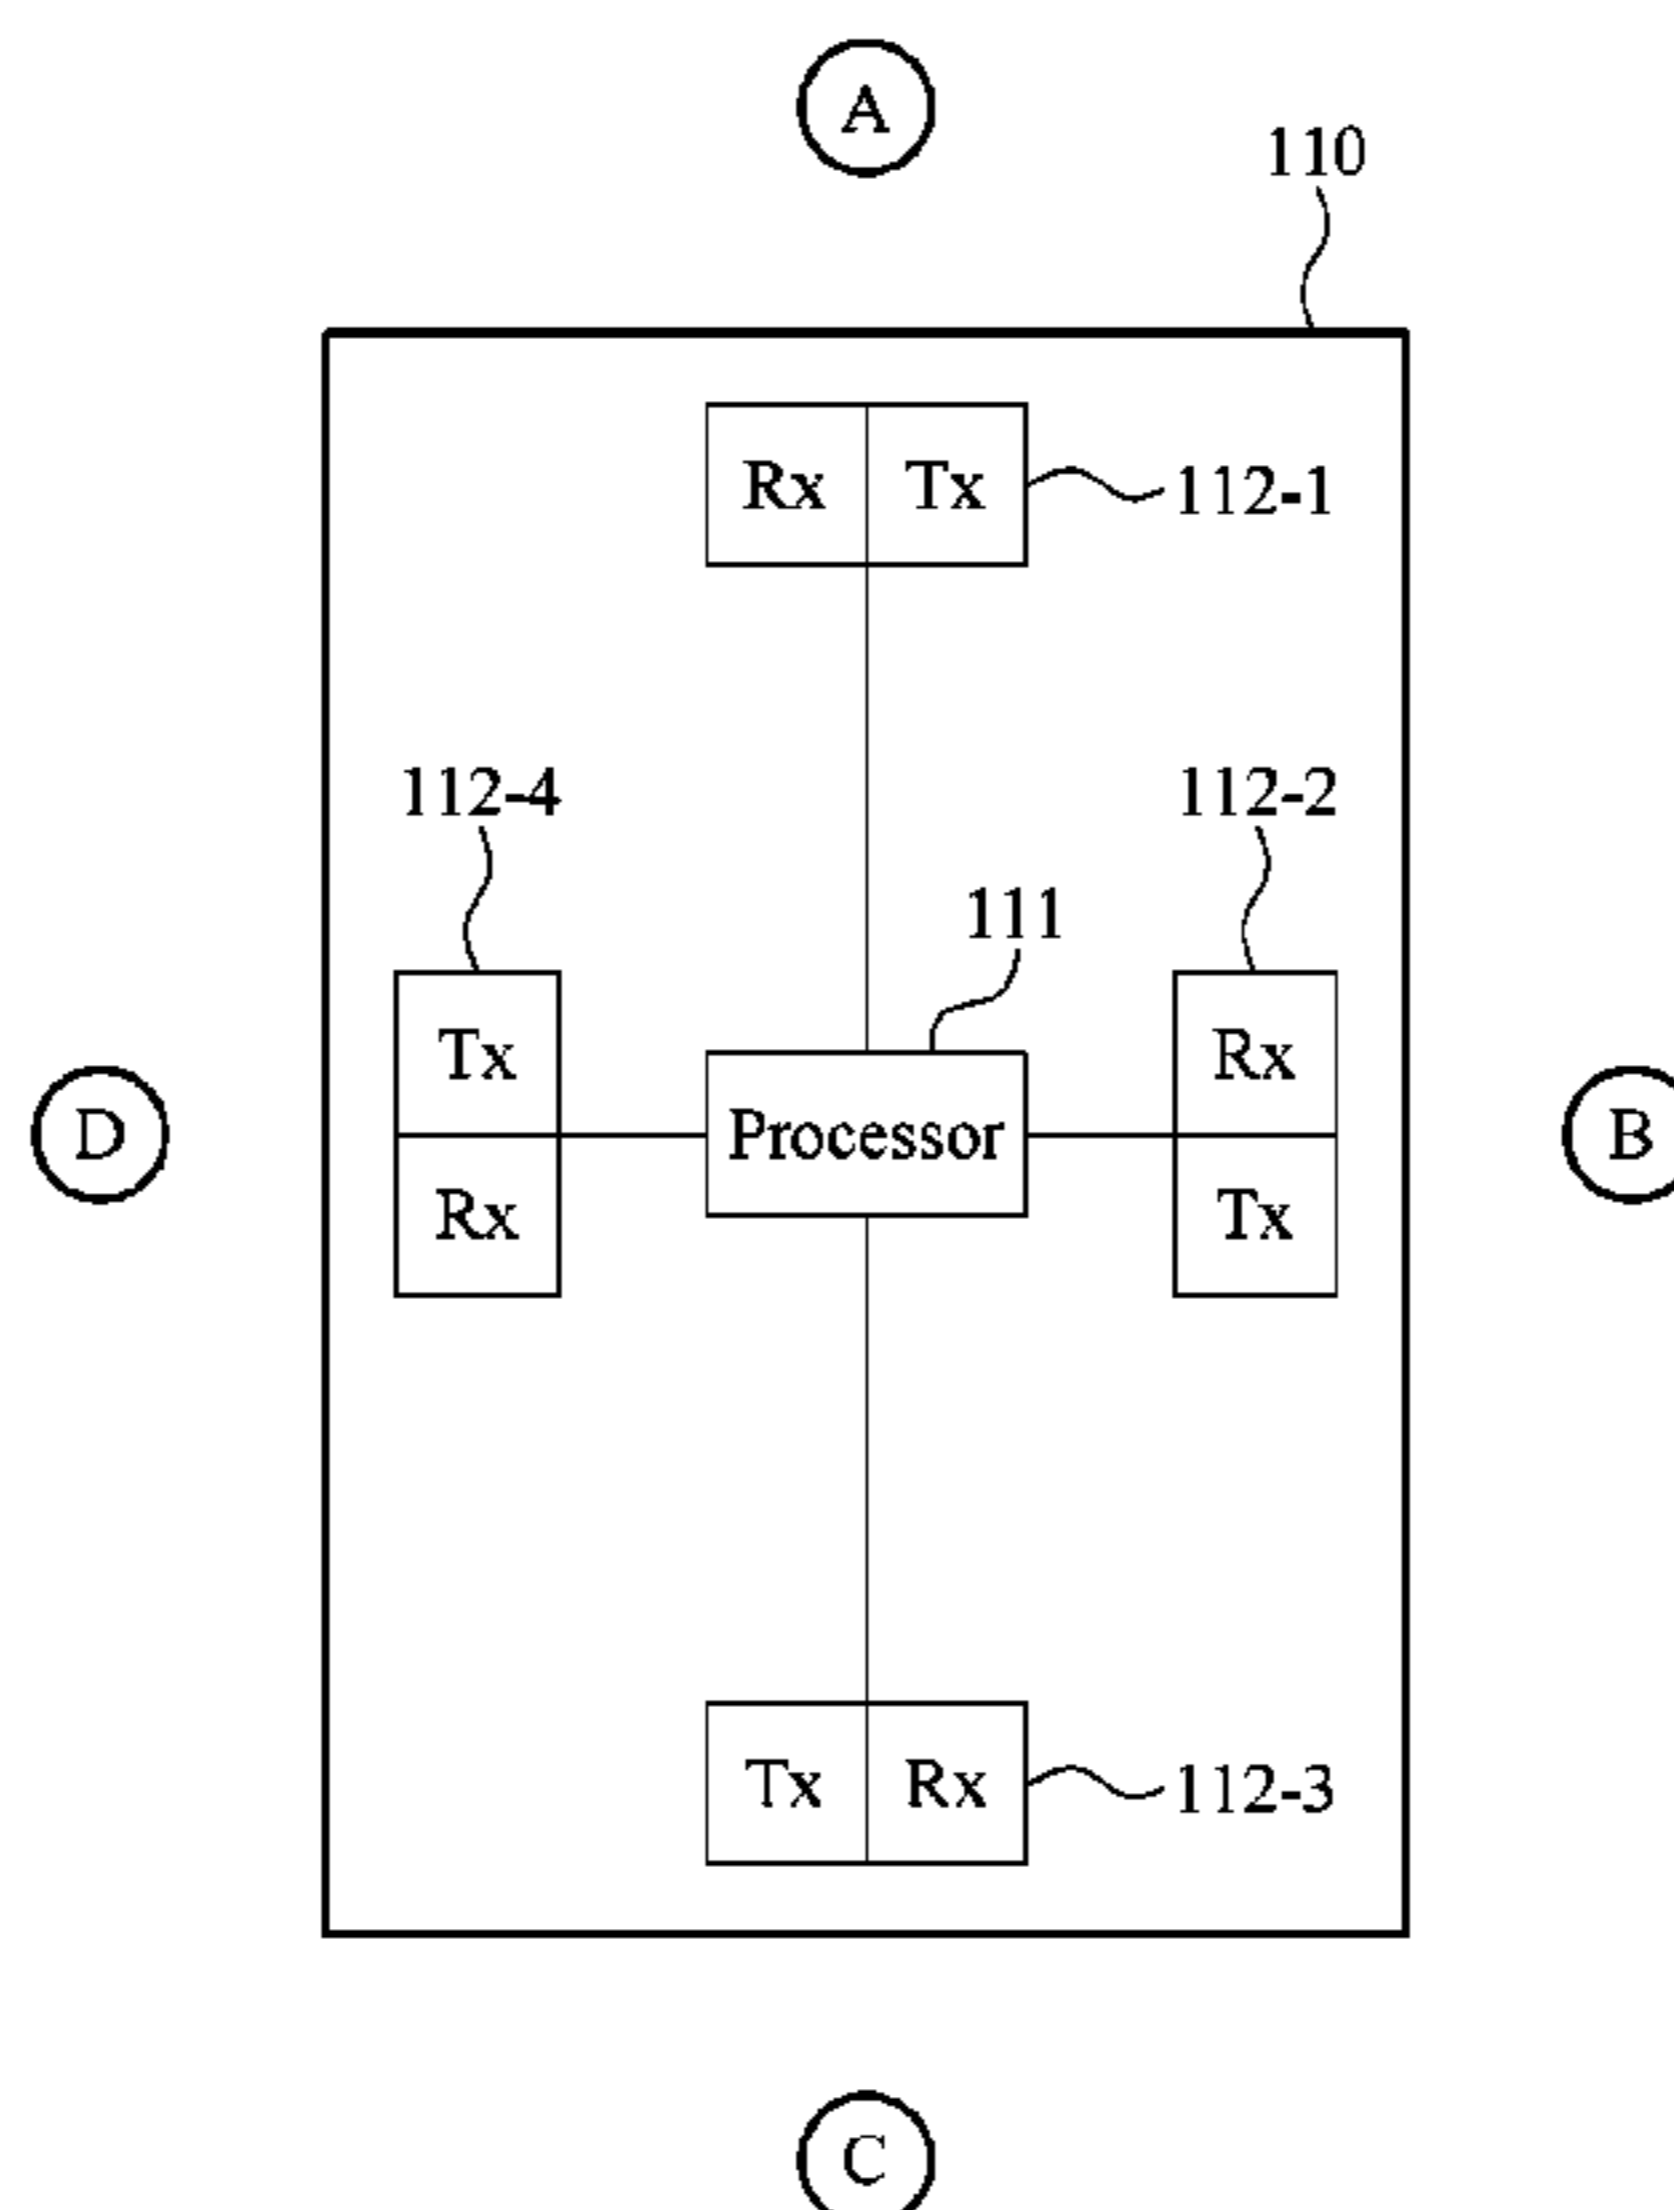 A
110
Rx Tx 112-1
112-4 112-2
111
Tx Rx
D Processor B
Rx Tx
Tx Rx 112-3
C